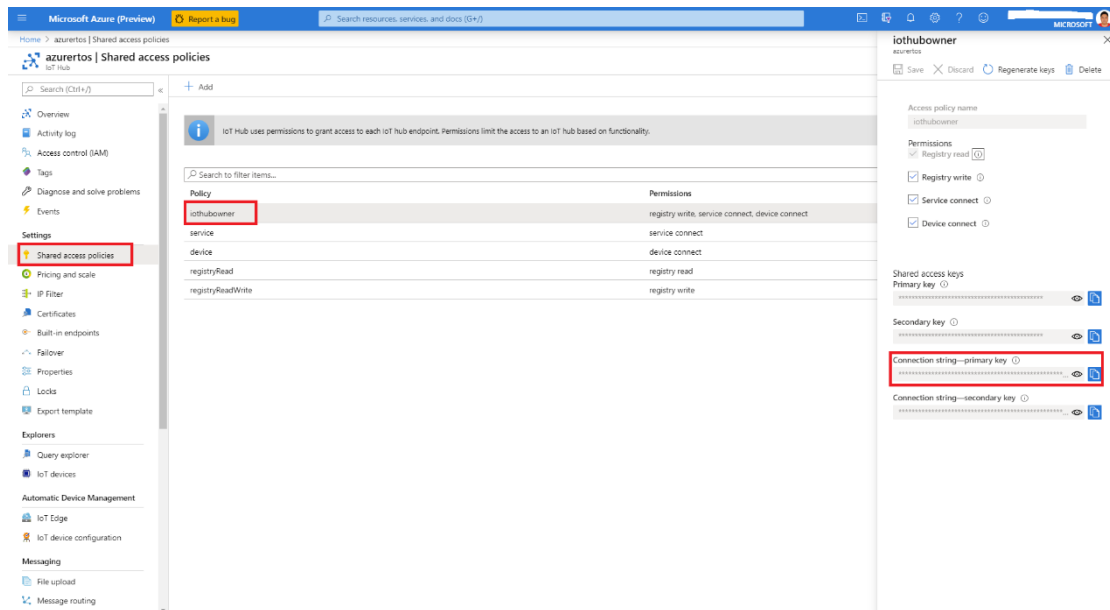 Microsoft Azure (Preview)
Report a bug
Search resources, services, and docs (G+/)
MICROSOFT
Home > azurertos | Shared access policies
azurertos | Shared access policies
IoT Hub
Search (Ctrl+/)
Overview
Activity log
Access control (IAM)
Tags
Diagnose and solve problems
Events
Settings
Shared access policies
Pricing and scale
IP Filter
Certificates
Built-in endpoints
Failover
Properties
Locks
Export template
Explorers
Query explorer
IoT devices
Automatic Device Management
IoT Edge
IoT device configuration
Messaging
File upload
Message routing
Add
IoT Hub uses permissions to grant access to each IoT hub endpoint. Permissions limit the access to an IoT hub based on functionality.
Search to filter items...
Policy Permissions
iothubowner registry write, service connect, device connect
service service connect
device device connect
registryRead registry read
registryReadWrite registry write
iothubowner
azurertos
Save Discard Regenerate keys Delete
Access policy name
iothubowner
Permissions
Registry read
Registry write
Service connect
Device connect
Shared access keys
Primary key
Secondary key
Connection string—primary key
Connection string—secondary key